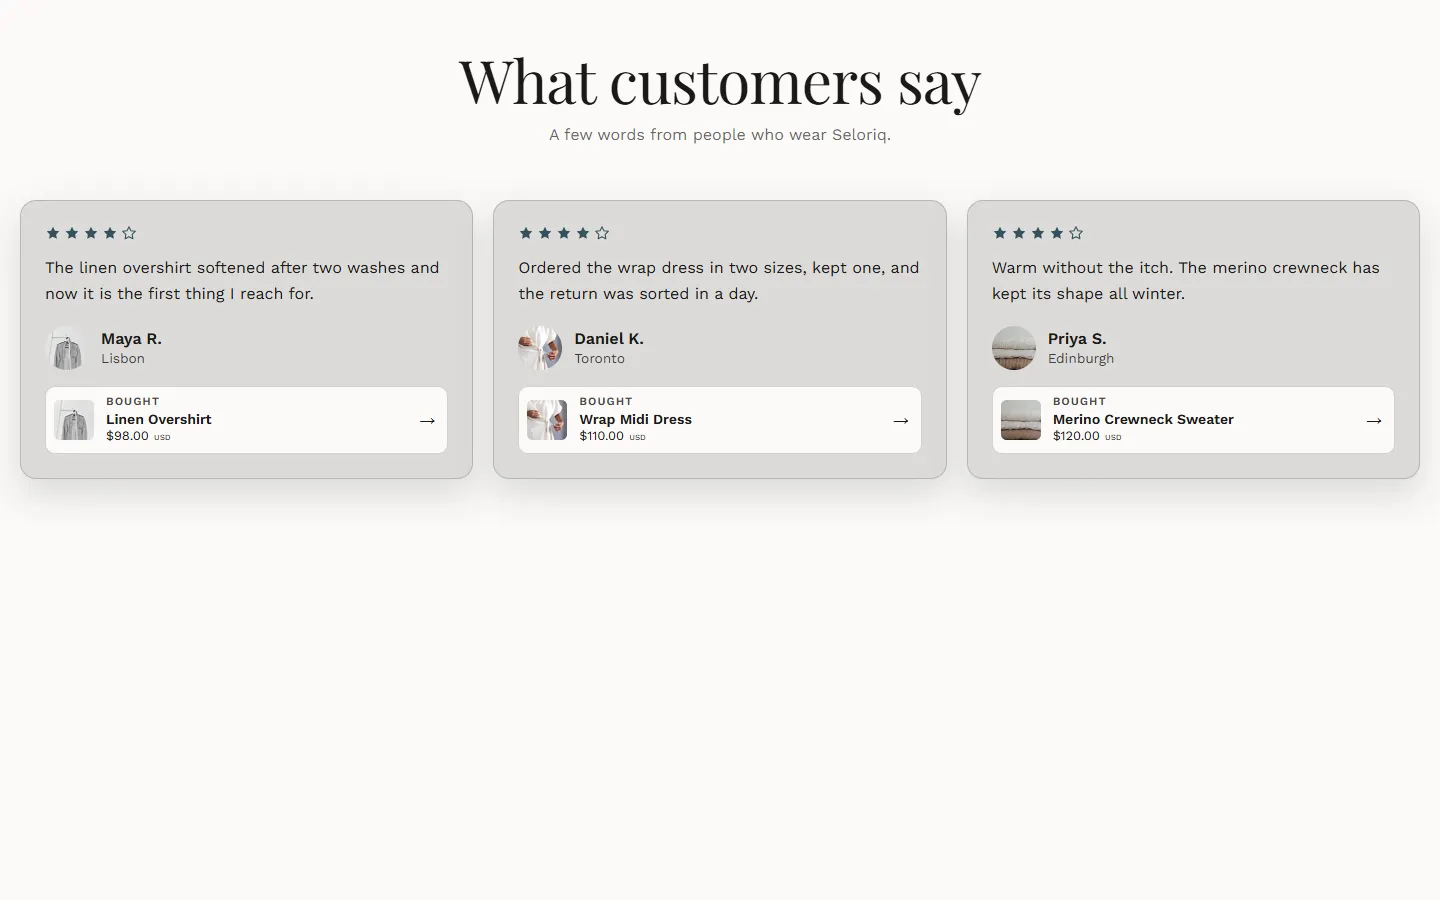 What customers say
A few words from people who wear Seloriq.
The linen overshirt softened after two washes and
now it is the first thing I reach for.
Maya R.
Lisbon
BOUGHT
Linen Overshirt
$98.00 USD
→
Ordered the wrap dress in two sizes, kept one, and
the return was sorted in a day.
Daniel K.
Toronto
BOUGHT
Wrap Midi Dress
$110.00 USD
→
Warm without the itch. The merino crewneck has
kept its shape all winter.
Priya S.
Edinburgh
BOUGHT
Merino Crewneck Sweater
$120.00 USD
→